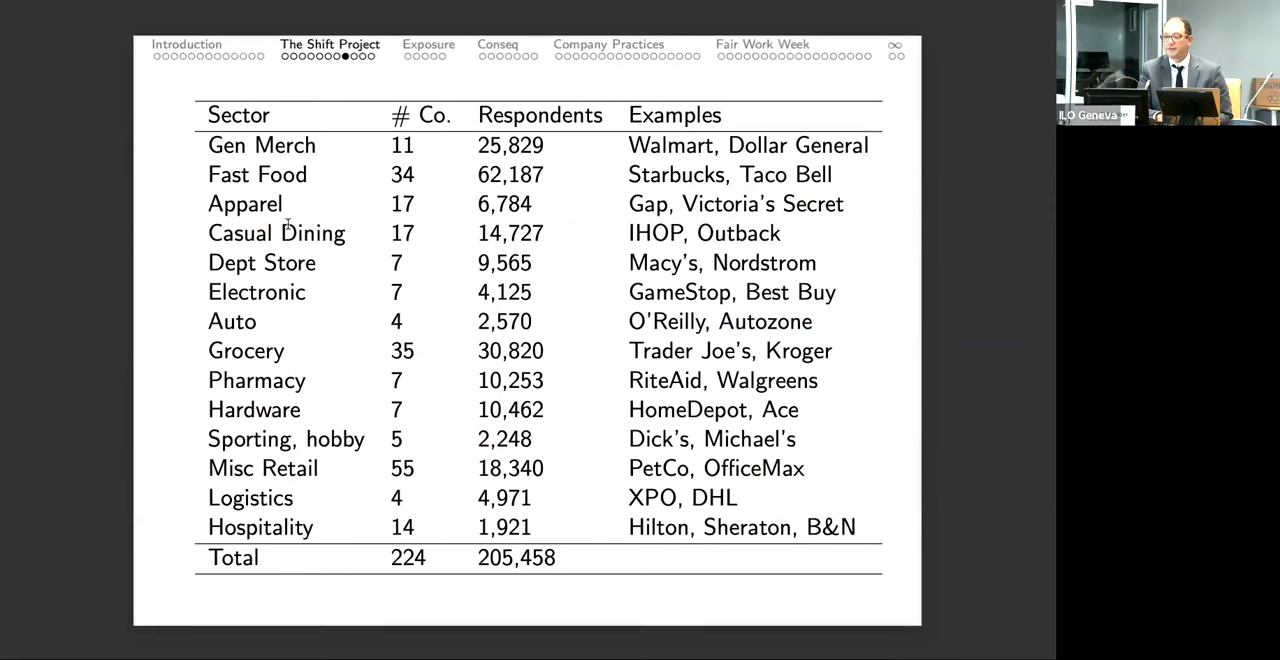 Introduction The Shift Project Exposure Conseq Company Practices Fair Work Week ∞
Sector # Co. Respondents Examples
Gen Merch 11 25,829 Walmart, Dollar General
Fast Food 34 62,187 Starbucks, Taco Bell
Apparel 17 6,784 Gap, Victoria's Secret
Casual Dining 17 14,727 IHOP, Outback
Dept Store 7 9,565 Macy's, Nordstrom
Electronic 7 4,125 GameStop, Best Buy
Auto 4 2,570 O'Reilly, Autozone
Grocery 35 30,820 Trader Joe's, Kroger
Pharmacy 7 10,253 RiteAid, Walgreens
Hardware 7 10,462 HomeDepot, Ace
Sporting, hobby 5 2,248 Dick's, Michael's
Misc Retail 55 18,340 PetCo, OfficeMax
Logistics 4 4,971 XPO, DHL
Hospitality 14 1,921 Hilton, Sheraton, B&N
Total 224 205,458
ILO Geneva